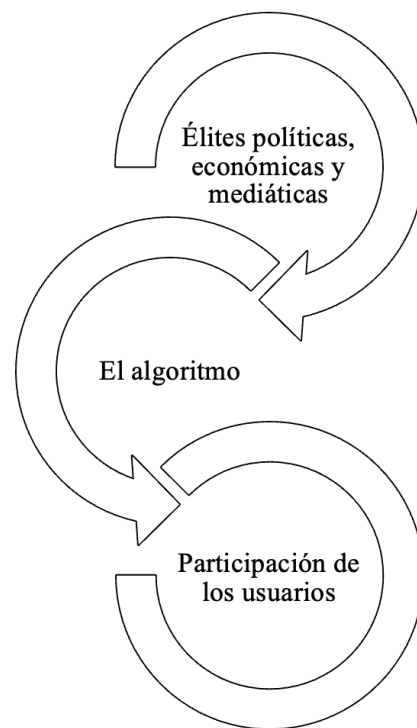 Élites políticas,
económicas y
mediáticas
El algoritmo
Participación de
los usuarios